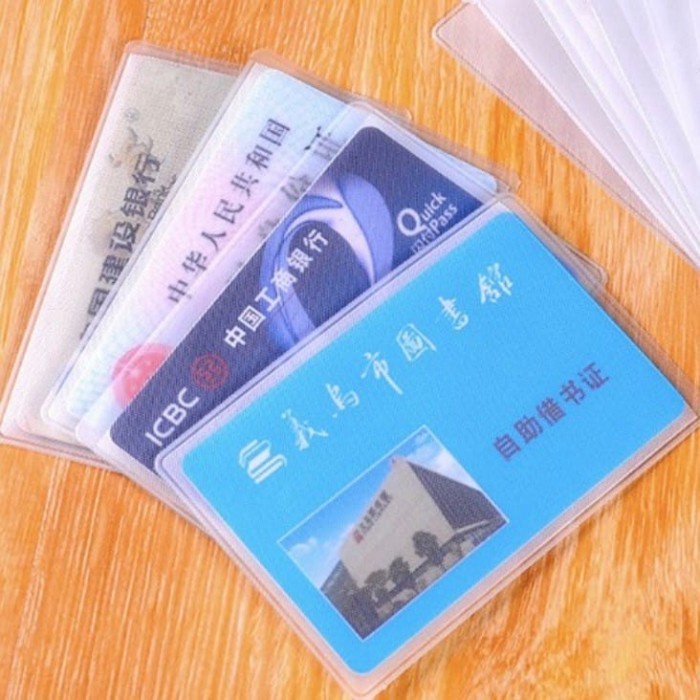 義烏市圖書館
自助借书证
ICBC 中国工商银行
Quick
Pass
中华人民共和国
国建设银行